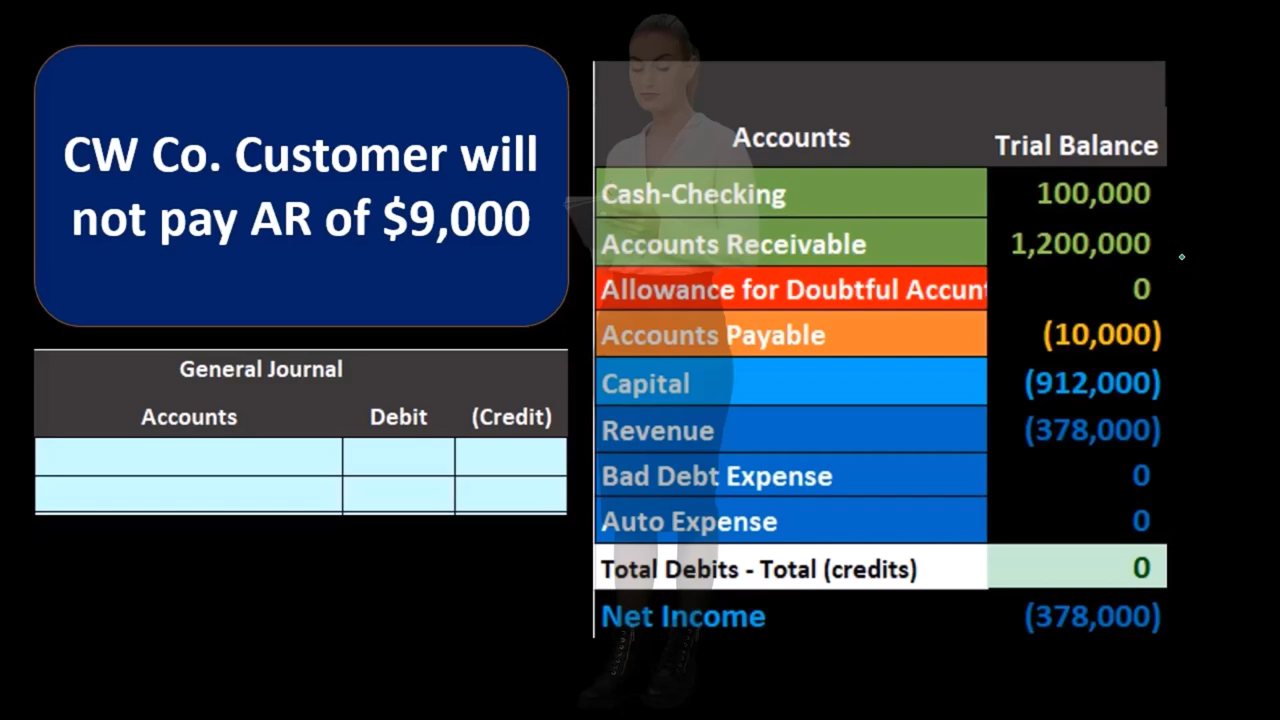 CW Co. Customer will
not pay AR of $9,000
General Journal
Accounts Debit (Credit)
Accounts Trial Balance
Cash-Checking 100,000
Accounts Receivable 1,200,000
Allowance for Doubtful Accunt 0
Accounts Payable (10,000)
Capital (912,000)
Revenue (378,000)
Bad Debt Expense 0
Auto Expense 0
Total Debits - Total (credits) 0
Net Income (378,000)